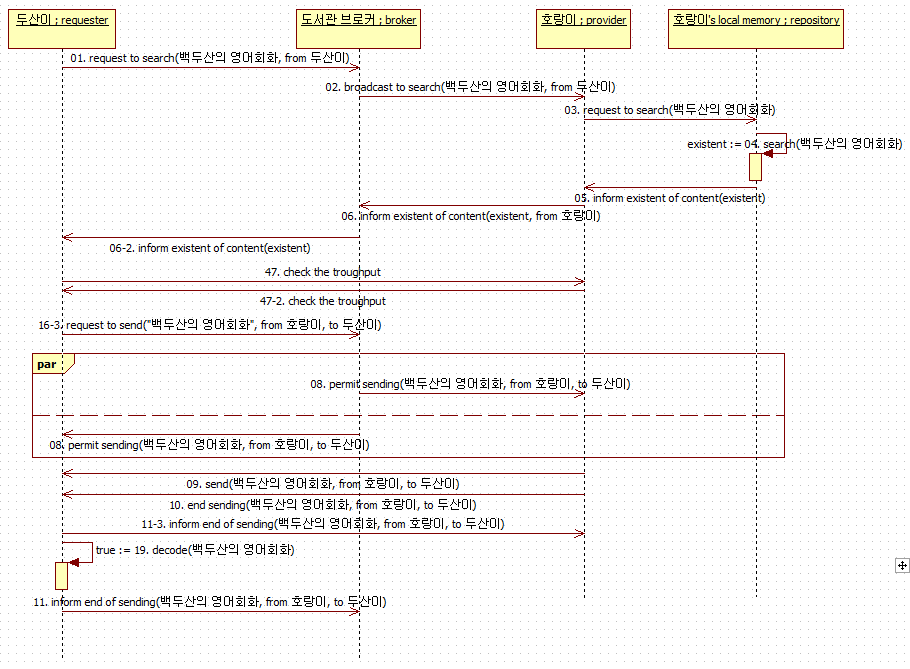 두산이 ; requester
도서관 브로커 ; broker
호랑이 ; provider
호랑이's local memory ; repository
01. request to search(백두산의 영어회화, from 두산이)
02. broadcast to search(백두산의 영어회화, from 두산이)
03. request to search(백두산의 영어회화)
existent := 04. search(백두산의 영어회화)
05. inform existent of content(existent)
06. inform existent of content(existent, from 호랑이)
06-2. inform existent of content(existent)
47. check the troughput
47-2. check the troughput
16-3. request to send("백두산의 영어회화", from 호랑이, to 두산이)
par
08. permit sending(백두산의 영어회화, from 호랑이, to 두산이)
08. permit sending(백두산의 영어회화, from 호랑이, to 두산이)
09. send(백두산의 영어회화, from 호랑이, to 두산이)
10. end sending(백두산의 영어회화, from 호랑이, to 두산이)
11-3. inform end of sending(백두산의 영어회화, from 호랑이, to 두산이)
true := 19. decode(백두산의 영어회화)
11. inform end of sending(백두산의 영어회화, from 호랑이, to 두산이)